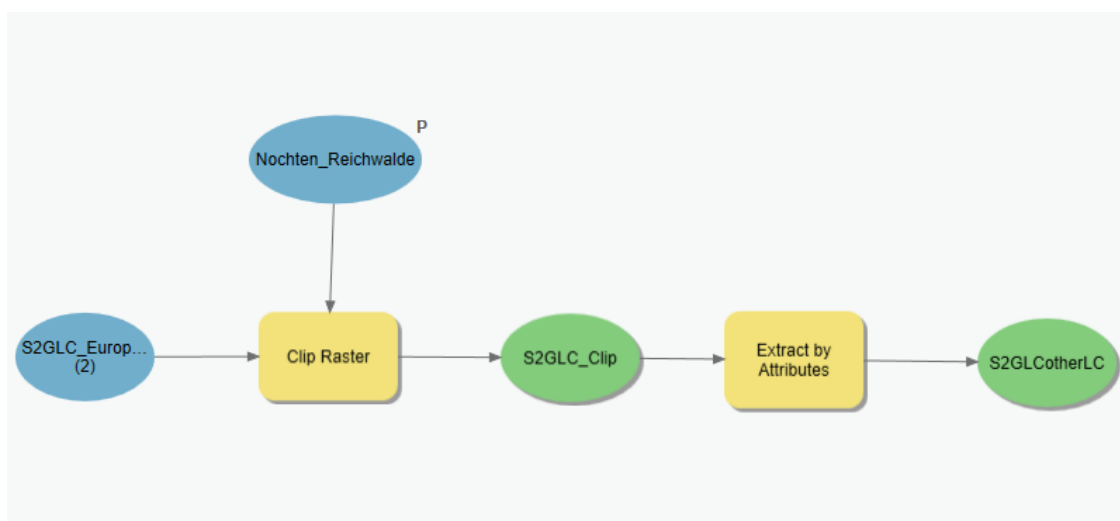 P
Nochten_Reichwalde
S2GLC_Europ...
(2)
Clip Raster
S2GLC_Clip
Extract by
Attributes
S2GLCotherLC